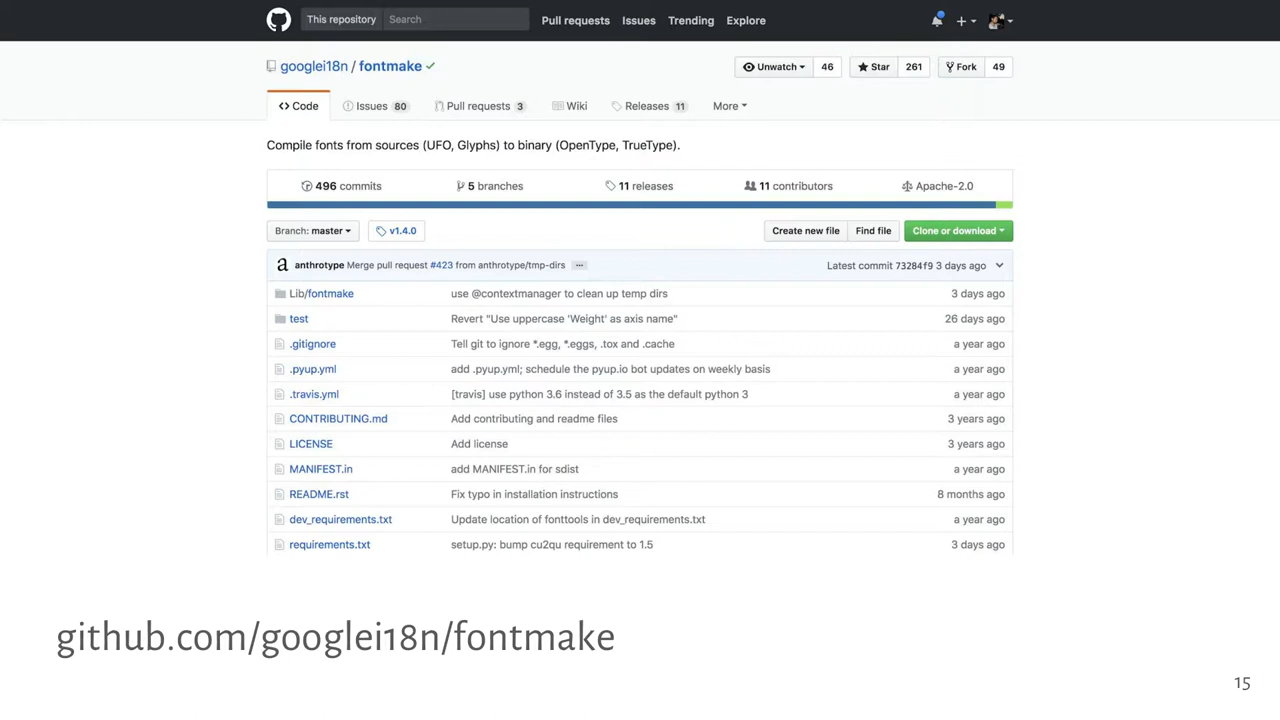 This repository Search Pull requests Issues Trending Explore
googlei18n / fontmake Unwatch 46 Star 261 Fork 49
Code Issues 80 Pull requests 3 Wiki Releases 11 More
Compile fonts from sources (UFO, Glyphs) to binary (OpenType, TrueType).
496 commits 5 branches 11 releases 11 contributors Apache-2.0
Branch: master v1.4.0 Create new file Find file Clone or download
a anthrotype Merge pull request #423 from anthrotype/tmp-dirs ... Latest commit 73284f9 3 days ago
Lib/fontmake use @contextmanager to clean up temp dirs 3 days ago
test Revert "Use uppercase 'Weight' as axis name" 26 days ago
.gitignore Tell git to ignore *.egg, *.eggs, .tox and .cache a year ago
.pyup.yml add .pyup.yml; schedule the pyup.io bot updates on weekly basis a year ago
.travis.yml [travis] use python 3.6 instead of 3.5 as the default python 3 a year ago
CONTRIBUTING.md Add contributing and readme files 3 years ago
LICENSE Add license 3 years ago
MANIFEST.in add MANIFEST.in for sdist a year ago
README.rst Fix typo in installation instructions 8 months ago
dev_requirements.txt Update location of fonttools in dev_requirements.txt a year ago
requirements.txt setup.py: bump cu2qu requirement to 1.5 3 days ago
github.com/googlei18n/fontmake
15